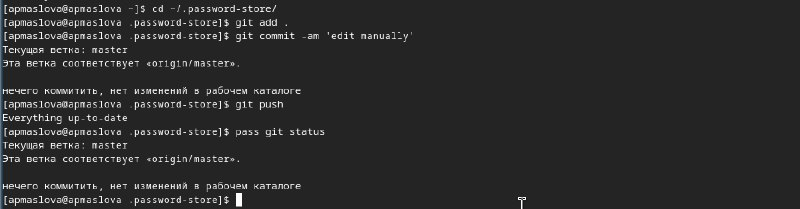 [apmaslova@apmaslova ~]$ cd ~/.password-store/
[apmaslova@apmaslova .password-store]$ git add .
[apmaslova@apmaslova .password-store]$ git commit -am 'edit manually'
Текущая ветка: master
Эта ветка соответствует «origin/master».
нечего коммитить, нет изменений в рабочем каталоге
[apmaslova@apmaslova .password-store]$ git push
Everything up-to-date
[apmaslova@apmaslova .password-store]$ pass git status
Текущая ветка: master
Эта ветка соответствует «origin/master».
нечего коммитить, нет изменений в рабочем каталоге
[apmaslova@apmaslova .password-store]$